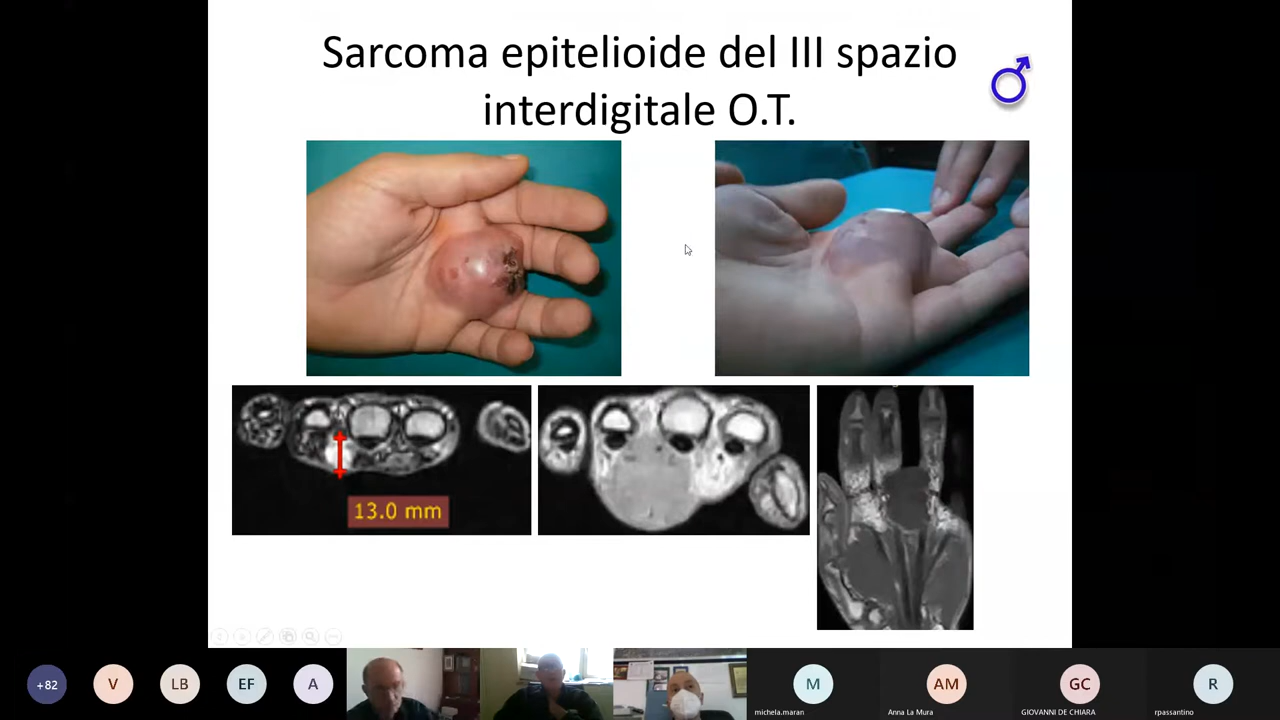 Sarcoma epitelioide del III spazio
interdigitale O.T.
13.0 mm
+82
V
LB
EF
A
M
AM
GC
R
michela.maran
Anna La Mura
GIOVANNI DE CHIARA
rpassantino